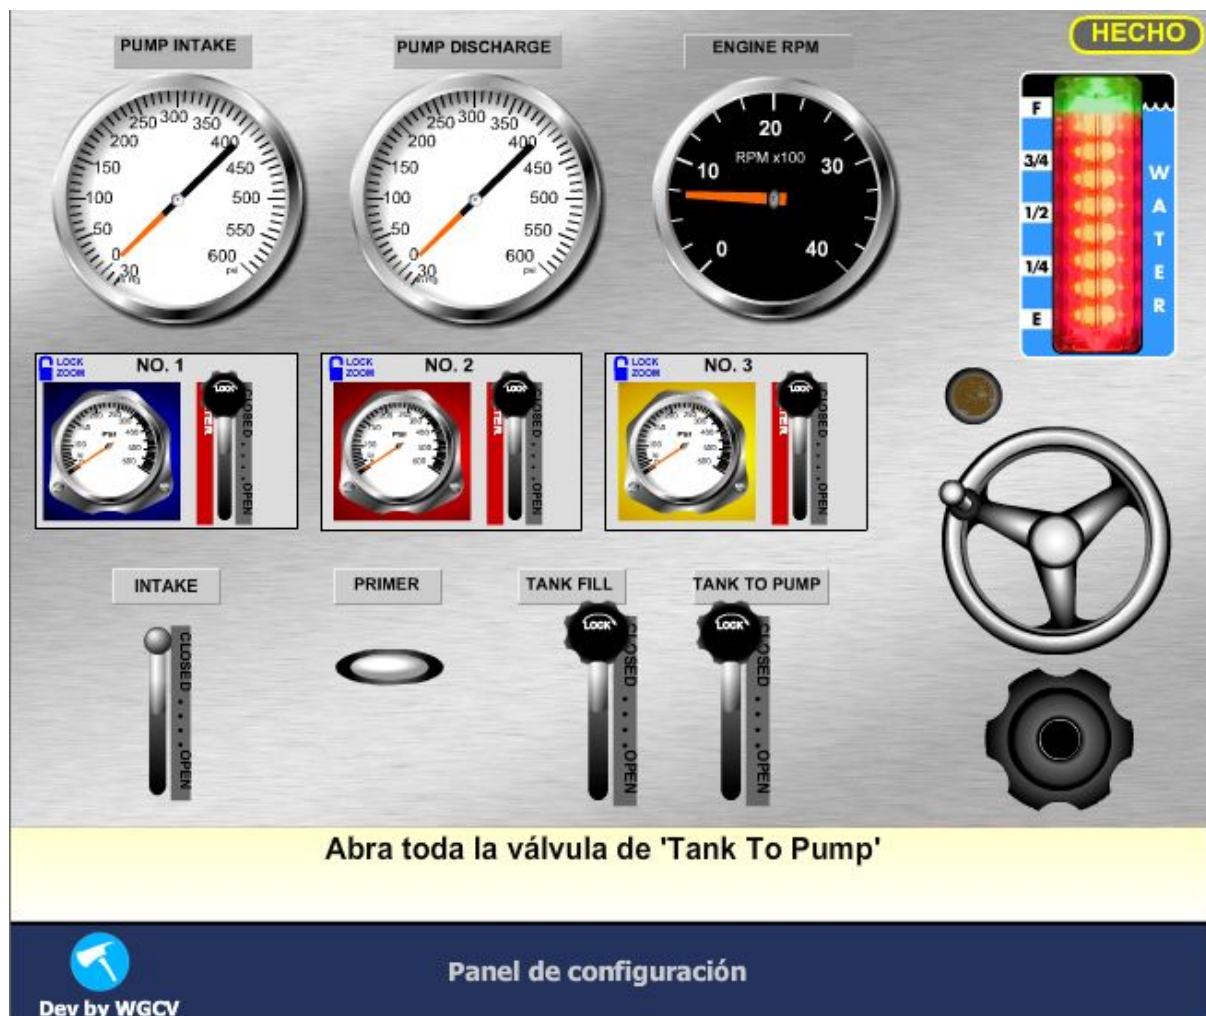 PUMP INTAKE
PUMP DISCHARGE
ENGINE RPM
HECHO
0 50 100 150 200 250 300 350 400 450 500 550 600
30
psi
0 50 100 150 200 250 300 350 400 450 500 550 600
30
psi
0 10 20 30 40
RPM x100
F
3/4
1/2
1/4
E
WATER
LOCK
ZOOM
NO. 1
LOCK
PSI
CLOSED . . . . OPEN
LOCK
ZOOM
NO. 2
LOCK
PSI
CLOSED . . . . OPEN
LOCK
ZOOM
NO. 3
LOCK
PSI
CLOSED . . . . OPEN
INTAKE
CLOSED . . . . OPEN
PRIMER
TANK FILL
LOCK
CLOSED . . . . OPEN
TANK TO PUMP
LOCK
CLOSED . . . . OPEN
Abra toda la válvula de 'Tank To Pump'
Panel de configuración
Dev by WGCV